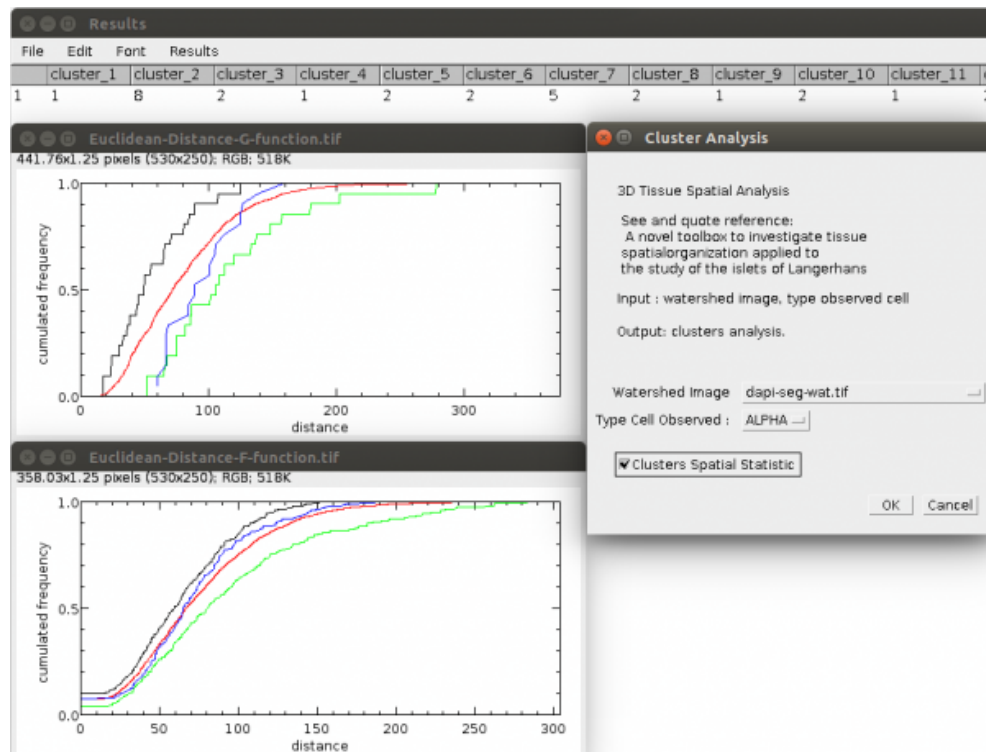 Results
File Edit Font Results
cluster_1 cluster_2 cluster_3 cluster_4 cluster_5 cluster_6 cluster_7 cluster_8 cluster_9 cluster_10 cluster_11
1 1 8 2 1 2 2 5 2 1 2 1
Euclidean-Distance-G-function.tif
441.76x1.25 pixels (530x250); RGB; 518K
1.0
0.5
0.0
cumulated frequency
0 100 200 300
distance
Euclidean-Distance-F-function.tif
358.03x1.25 pixels (530x250); RGB; 518K
1.0
0.5
0.0
cumulated frequency
0 50 100 150 200 250 300
distance
Cluster Analysis
3D Tissue Spatial Analysis
See and quote reference:
A novel toolbox to investigate tissue
spatialorganization applied to
the study of the islets of Langerhans
Input : watershed image, type observed cell
Output: clusters analysis.
Watershed Image dapi-seg-wat.tif
Type Cell Observed : ALPHA
Clusters Spatial Statistic
OK Cancel